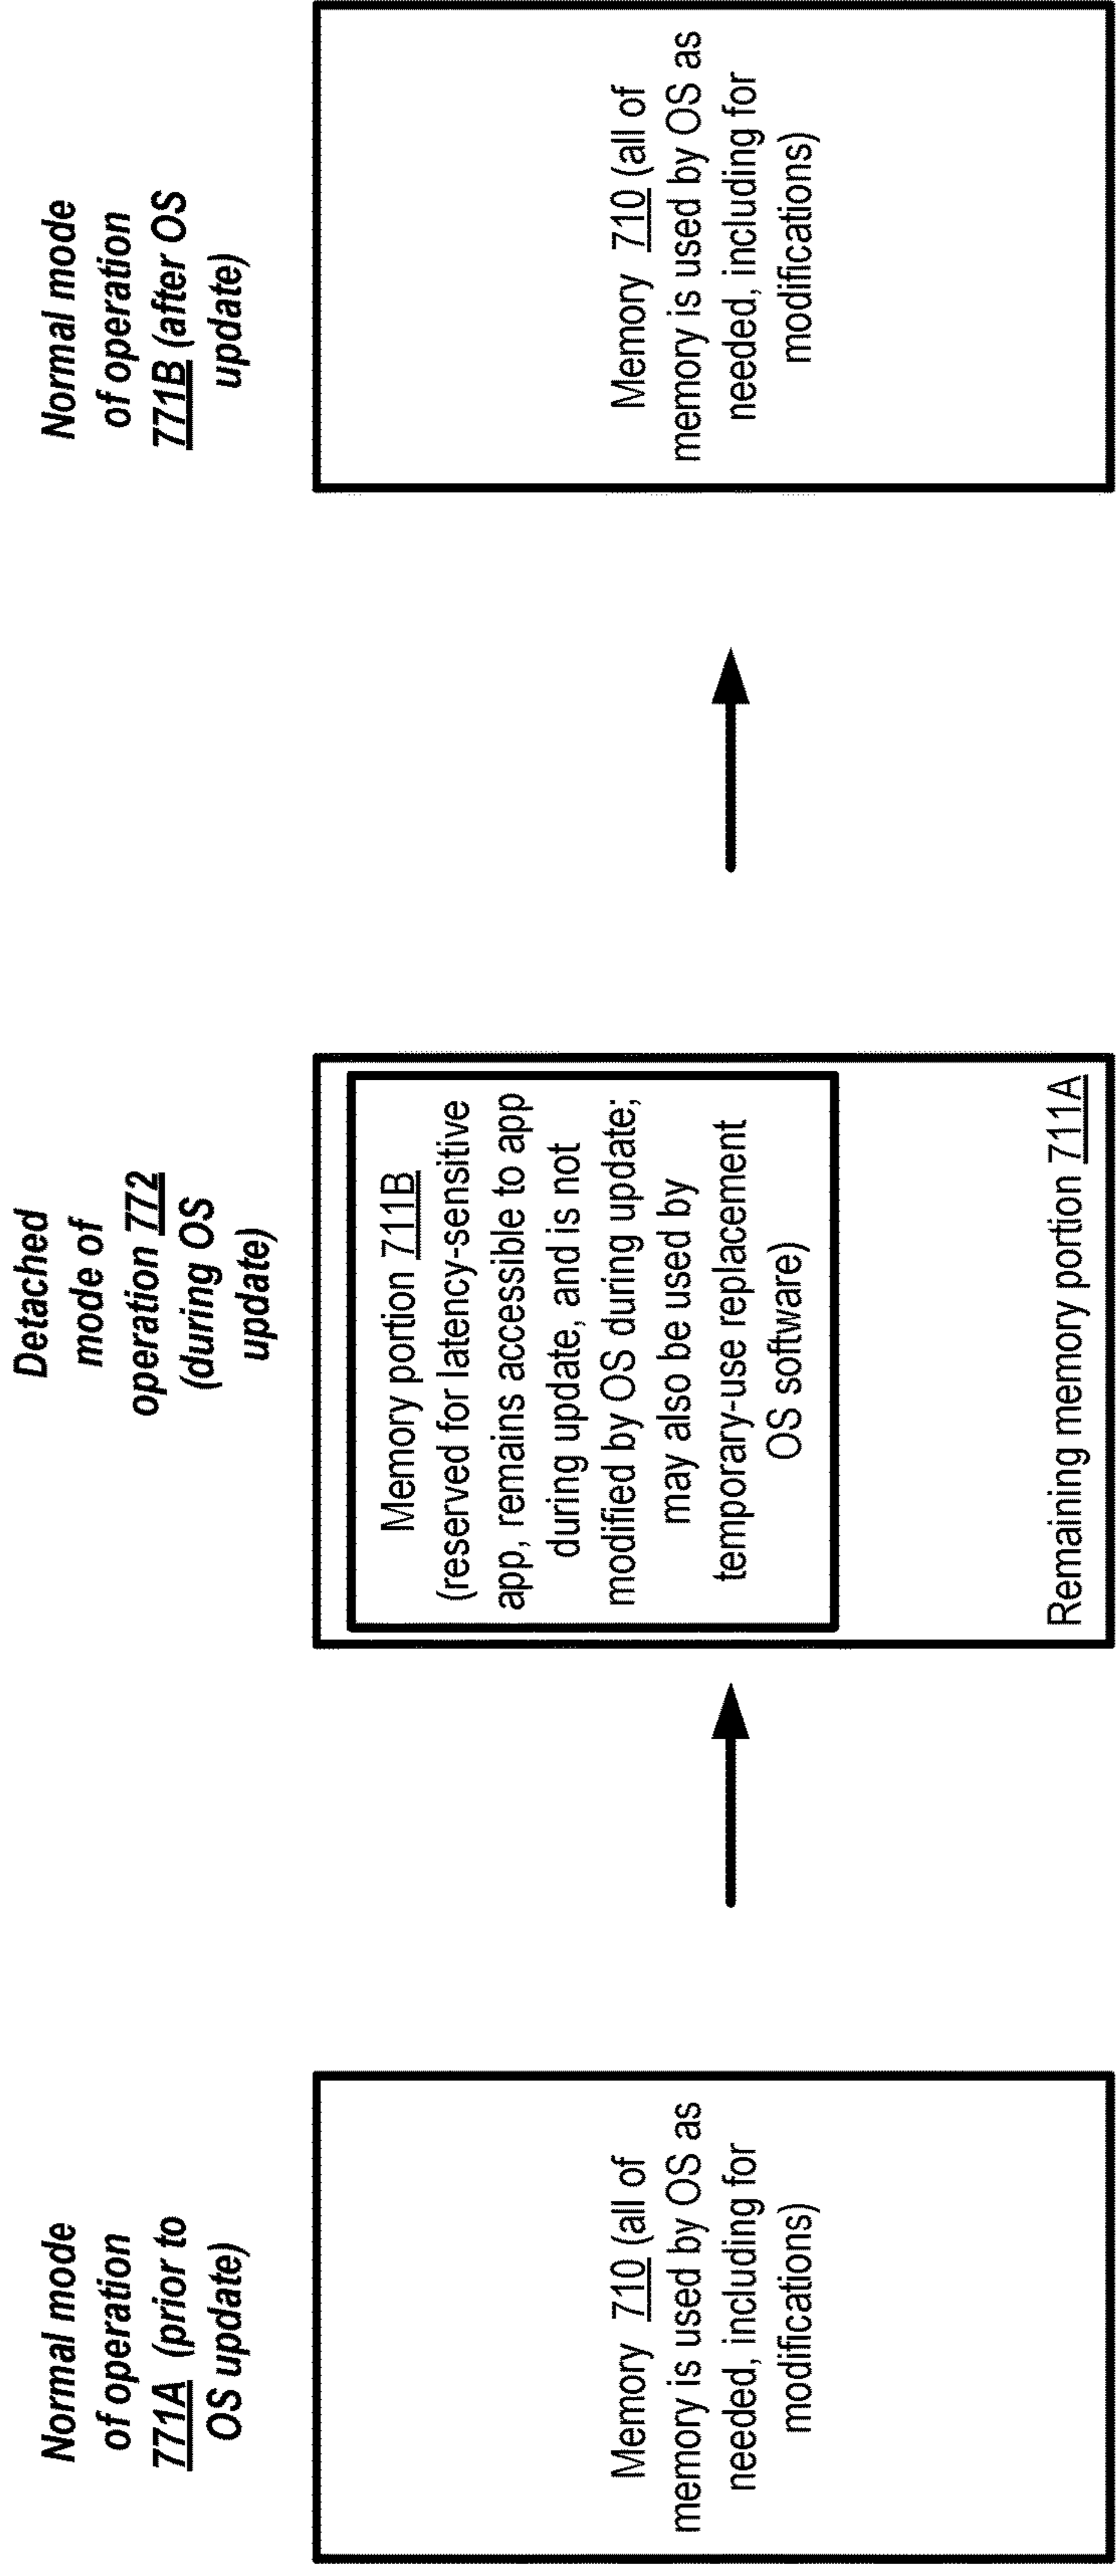 Normal mode
of operation
771A (prior to
OS update)
Detached
mode of
operation 772
(during OS
update)
Normal mode
of operation
771B (after OS
update)
Memory 710 (all of
memory is used by OS as
needed, including for
modifications)
Memory portion 711B
(reserved for latency-sensitive
app, remains accessible to app
during update, and is not
modified by OS during update;
may also be used by
temporary-use replacement
OS software)
Remaining memory portion 711A
Memory 710 (all of
memory is used by OS as
needed, including for
modifications)